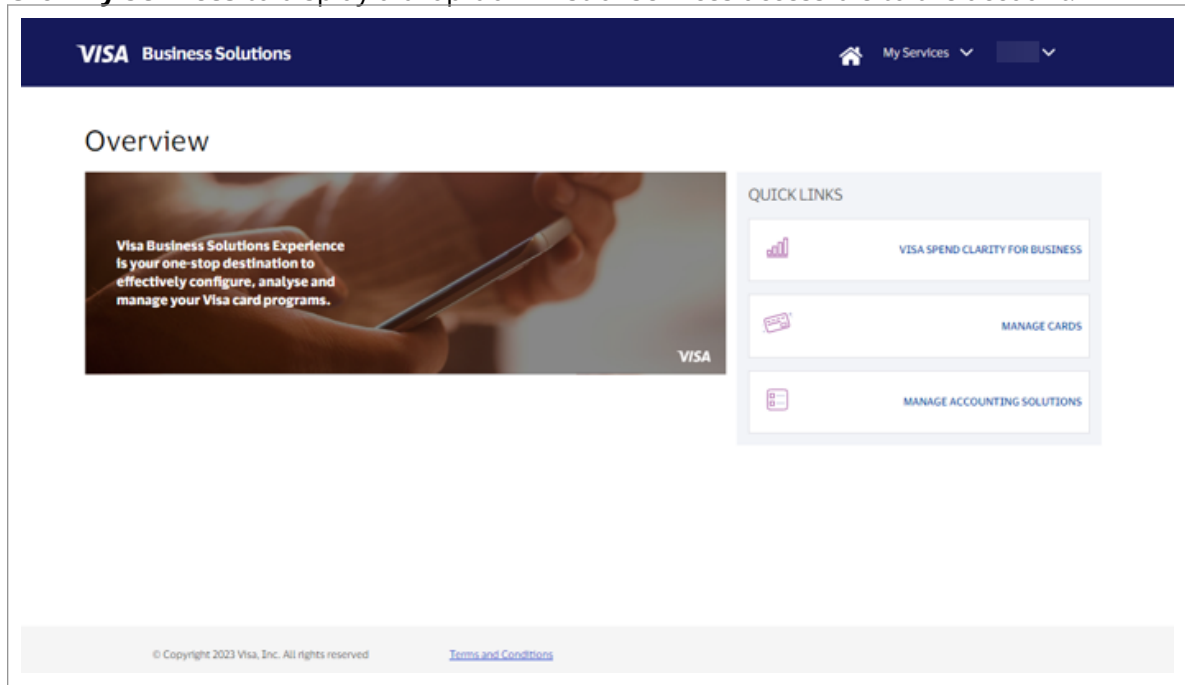 VISA Business Solutions
My Services
Overview
Visa Business Solutions Experience
is your one-stop destination to
effectively configure, analyse and
manage your Visa card programs.
VISA
QUICK LINKS
VISA SPEND CLARITY FOR BUSINESS
MANAGE CARDS
MANAGE ACCOUNTING SOLUTIONS
© Copyright 2023 Visa, Inc. All rights reserved
Terms and Conditions